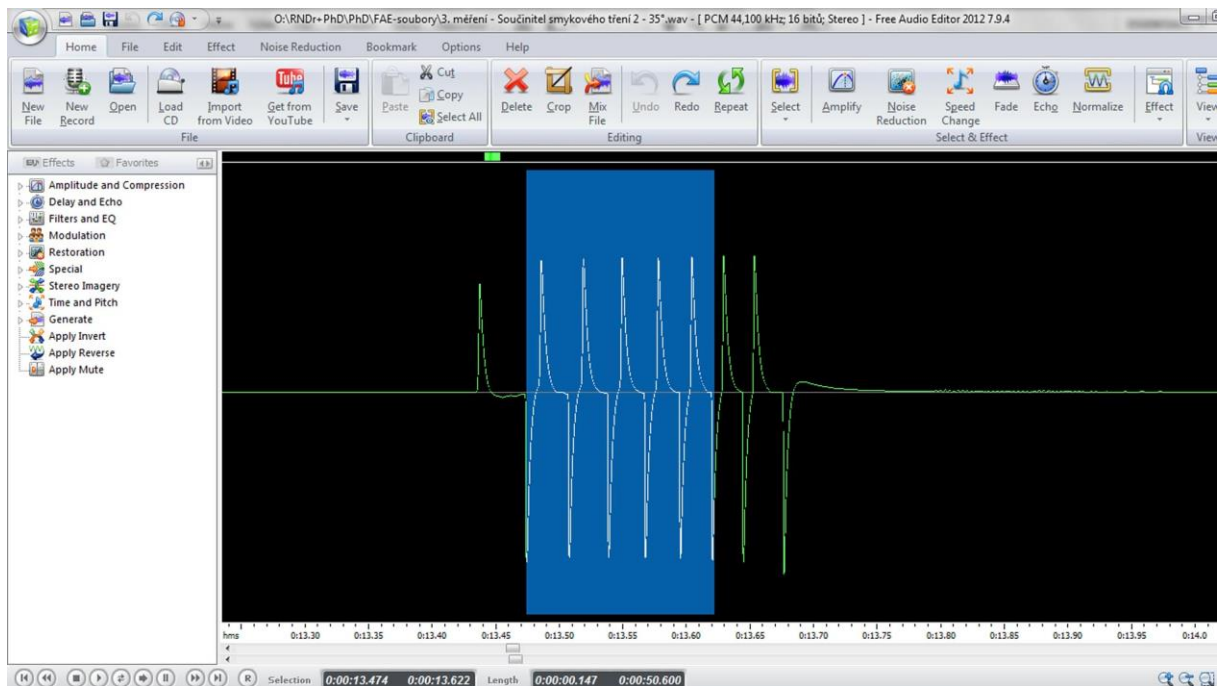 O:\RNDr+PhD\PhD\FAE-soubory\3. měření - Součinitel smykového tření 2 - 35°.wav - [ PCM 44,100 kHz; 16 bitů; Stereo ] - Free Audio Editor 2012 7.9.4
Home File Edit Effect Noise Reduction Bookmark Options Help
New File New Record Open Load CD Import from Video Get from YouTube Save Paste Cut Copy Select All Delete Crop Mix File Undo Redo Repeat Select Amplify Noise Reduction Speed Change Fade Echo Normalize Effect View
File Clipboard Editing Select & Effect View
Effects Favorites
Amplitude and Compression
Delay and Echo
Filters and EQ
Modulation
Restoration
Special
Stereo Imagery
Time and Pitch
Generate
Apply Invert
Apply Reverse
Apply Mute
hms 0:13.30 0:13.35 0:13.40 0:13.45 0:13.50 0:13.55 0:13.60 0:13.65 0:13.70 0:13.75 0:13.80 0:13.85 0:13.90 0:13.95 0:14.0
R Selection 0:00:13.474 0:00:13.622 Length 0:00:00.147 0:00:50.600